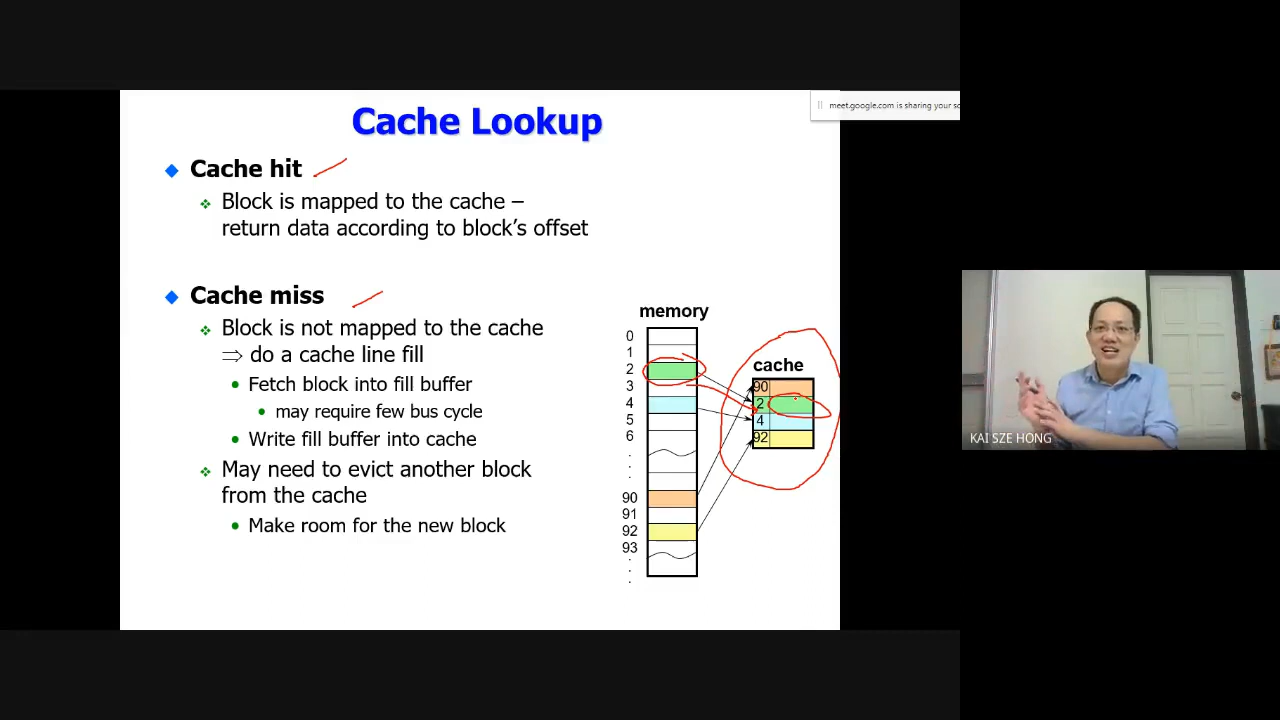 Cache Lookup
meet.google.com is sharing your sc
Cache hit
Block is mapped to the cache –
return data according to block's offset
Cache miss
Block is not mapped to the cache
⇒ do a cache line fill
Fetch block into fill buffer
may require few bus cycle
Write fill buffer into cache
May need to evict another block
from the cache
Make room for the new block
memory
0
1
2
3
4
5
6
.
.
90
91
92
93
.
.
.
cache
90
2
4
92
KAI SZE HONG